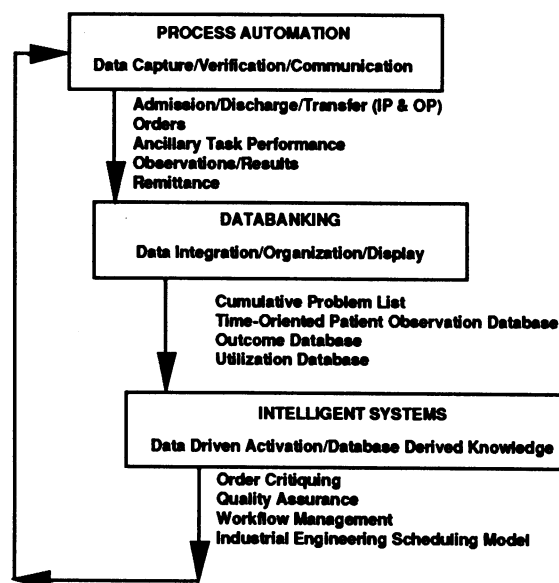 PROCESS AUTOMATION
Data Capture/Verification/Communication
Admission/Discharge/Transfer (IP & OP)
Orders
Ancillary Task Performance
Observations/Results
Remittance
DATABANKING
Data Integration/Organization/Display
Cumulative Problem List
Time-Oriented Patient Observation Database
Outcome Database
Utilization Database
INTELLIGENT SYSTEMS
Data Driven Activation/Database Derived Knowledge
Order Critiquing
Quality Assurance
Workflow Management
Industrial Engineering Scheduling Model